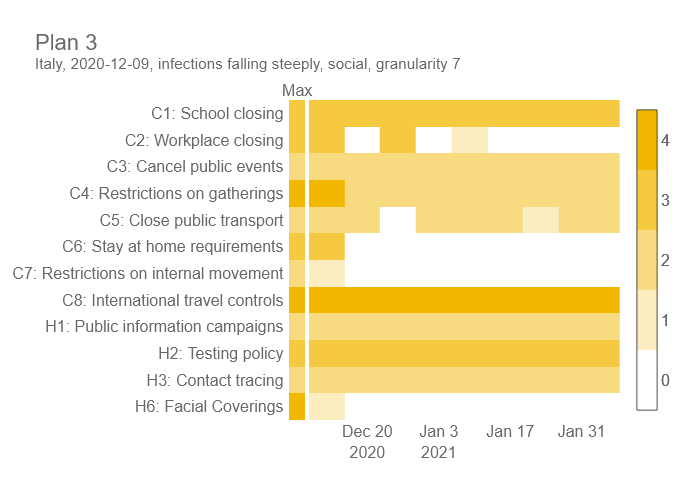 Plan 3
Italy, 2020-12-09, infections falling steeply, social, granularity 7
Max
C1: School closing
C2: Workplace closing
C3: Cancel public events
C4: Restrictions on gatherings
C5: Close public transport
C6: Stay at home requirements
C7: Restrictions on internal movement
C8: International travel controls
H1: Public information campaigns
H2: Testing policy
H3: Contact tracing
H6: Facial Coverings
4
3
2
1
0
Dec 20 Jan 3 Jan 17 Jan 31
2020 2021